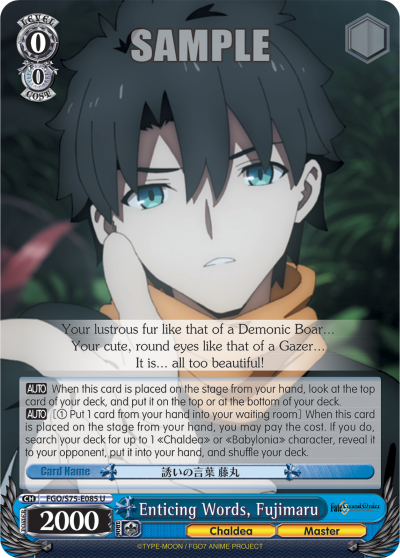 LEVEL
0
0
COST
SAMPLE
Your lustrous fur like that of a Demonic Boar...
Your cute, round eyes like that of a Gazer...
It is... all too beautiful!
AUTO When this card is placed on the stage from your hand, look at the top
card of your deck, and put it on the top or at the bottom of your deck.
AUTO [① Put 1 card from your hand into your waiting room] When this
card is placed on the stage from your hand, you may pay the cost. If you do,
search your deck for up to 1 «Chaldea» or «Babylonia» character, reveal it
to your opponent, put it into your hand, and shuffle your deck.
Card Name 誘いの言葉 藤丸
CH FGO/S75-E085 U
POWER 2000
Enticing Words, Fujimaru
Fate/Grand Order
Chaldea Master
©TYPE-MOON / FGO7 ANIME PROJECT